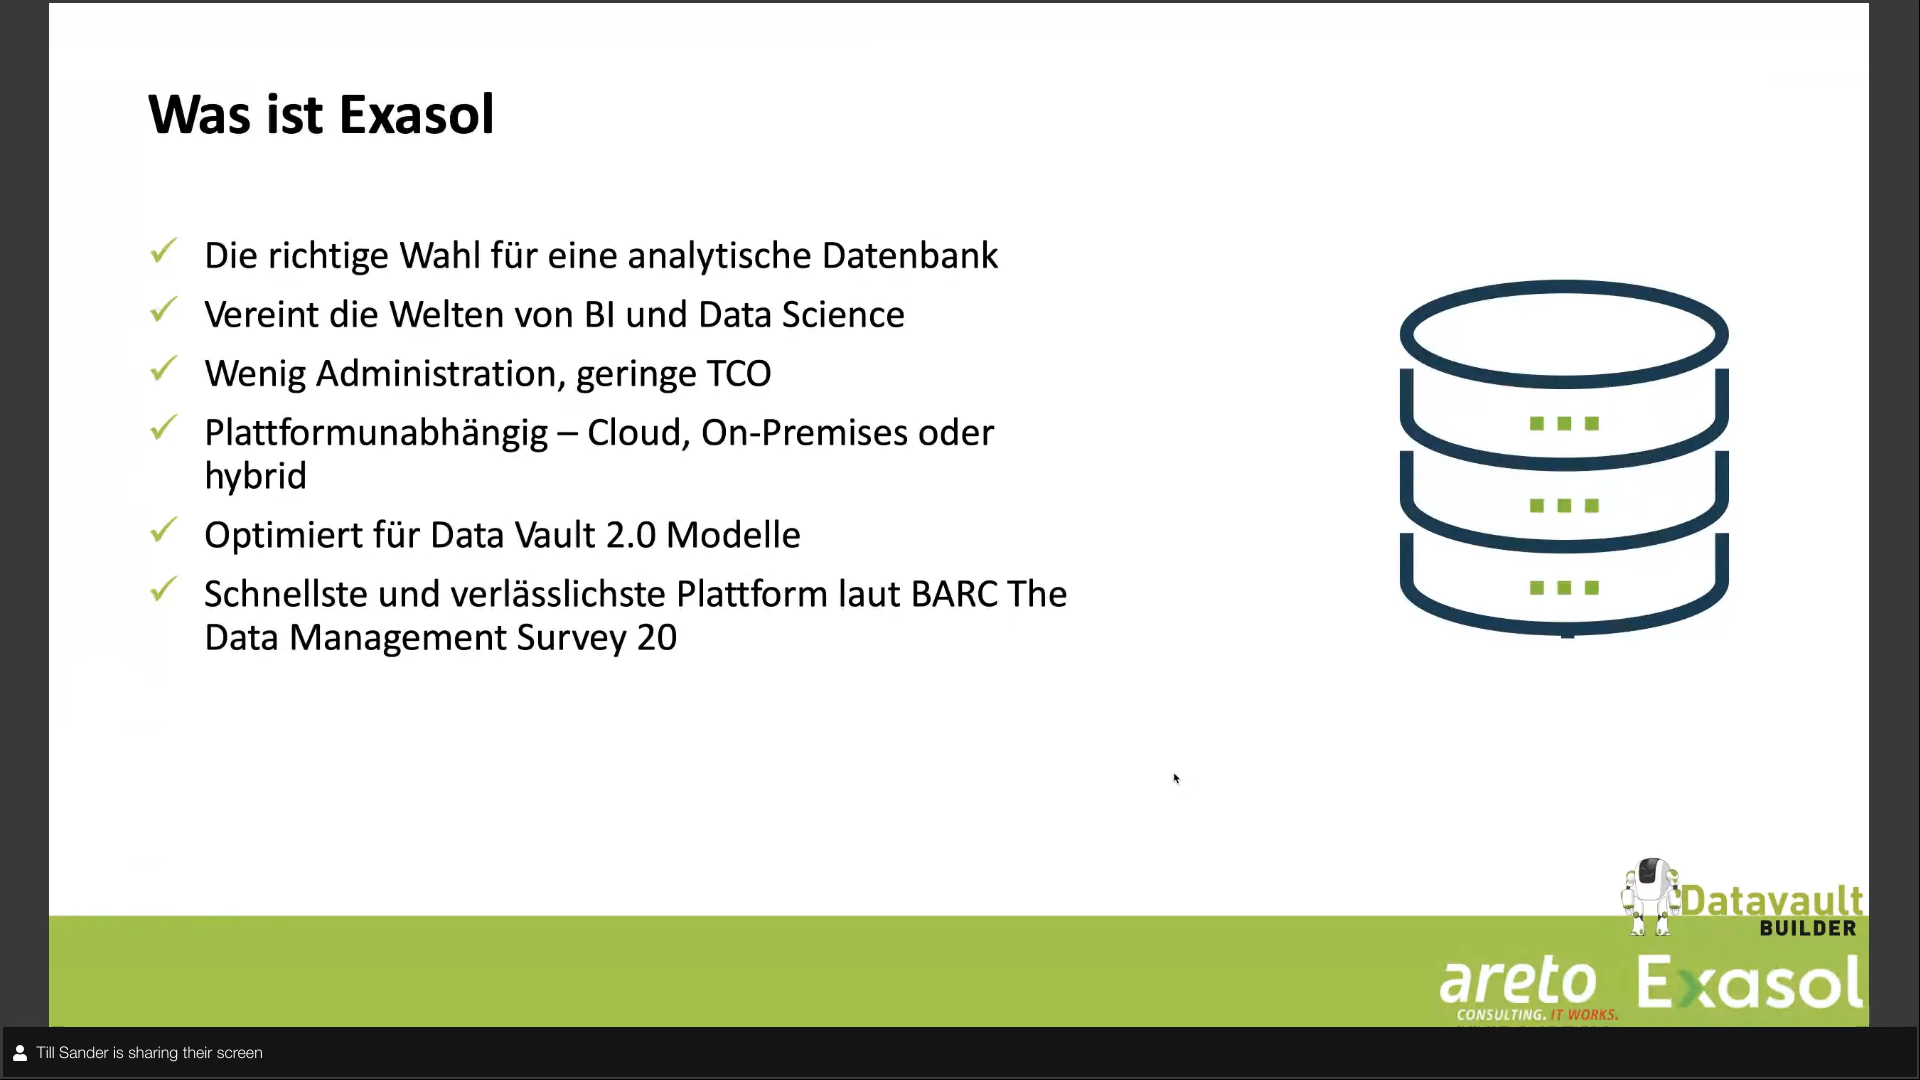 Was ist Exasol
✓ Die richtige Wahl für eine analytische Datenbank
✓ Vereint die Welten von BI und Data Science
✓ Wenig Administration, geringe TCO
✓ Plattformunabhängig – Cloud, On-Premises oder
hybrid
✓ Optimiert für Data Vault 2.0 Modelle
✓ Schnellste und verlässlichste Plattform laut BARC The
Data Management Survey 20
Datavault
BUILDER
areto
CONSULTING. IT WORKS.
Exasol
Till Sander is sharing their screen